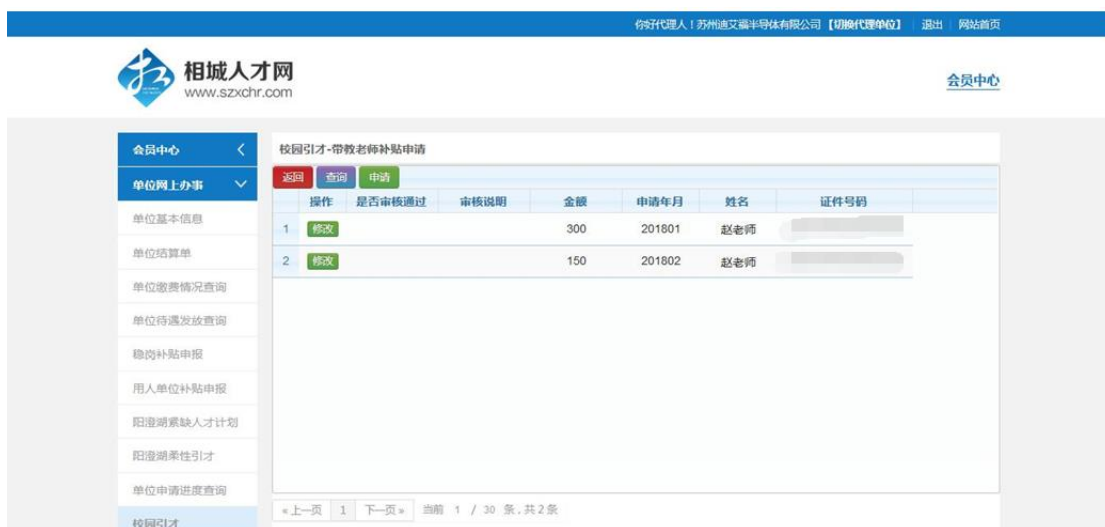 你好代理人！苏州迪艾福半导体有限公司 【切换代理单位】 退出 网站首页
相城人才网
www.szxchr.com
会员中心
会员中心
单位网上办事
单位基本信息
单位结算单
单位缴费情况查询
单位待遇发放查询
稳岗补贴申报
用人单位补贴申报
阳澄湖紧缺人才计划
阳澄湖柔性引才
单位申请进度查询
校园引才
校园引才-带教老师补贴申请
返回 查询 申请
操作 是否审核通过 审核说明 金额 申请年月 姓名 证件号码
1 修改 300 201801 赵老师
2 修改 150 201802 赵老师
«上一页 1 下一页» 当前 1 / 30 条，共2条